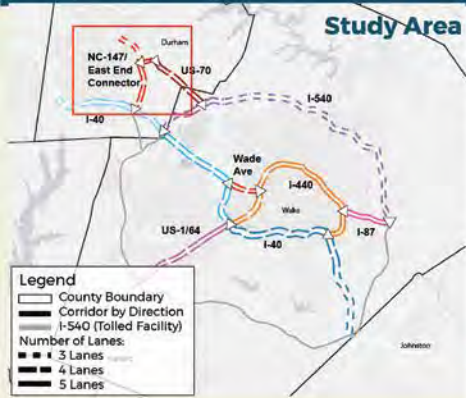 Study Area
Durham
NC-147/
East End
Connector
US-70
I-40
I-540
Wade
Ave
I-440
Wake
US-1/64
I-40
I-87
Johnston
Legend
County Boundary
Corridor by Direction
I-540 (Tolled Facility)
Number of Lanes:
3 Lanes
4 Lanes
5 Lanes